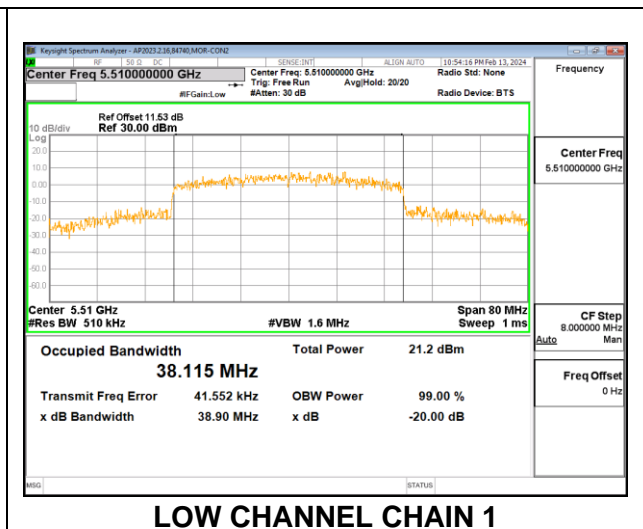 Keysight Spectrum Analyzer - AP2023.2.16,84740,MOR-CON2
RF 50 Ω DC SENSE:INT ALIGN AUTO 10:54:16 PM Feb 13, 2024
Center Freq 5.510000000 GHz
Center Freq: 5.510000000 GHz
Radio Std: None
Trig: Free Run Avg|Hold: 20/20
#IFGain:Low #Atten: 30 dB Radio Device: BTS
Frequency
Ref Offset 11.53 dB
10 dB/div Ref 30.00 dBm
Log
20.0
10.0
0.00
-10.0
-20.0
-30.0
-40.0
-50.0
-60.0
Center Freq
5.510000000 GHz
Center 5.51 GHz Span 80 MHz
#Res BW 510 kHz #VBW 1.6 MHz Sweep 1 ms
CF Step
8.000000 MHz
Auto Man
Occupied Bandwidth Total Power 21.2 dBm
38.115 MHz
Transmit Freq Error 41.552 kHz OBW Power 99.00 %
x dB Bandwidth 38.90 MHz x dB -20.00 dB
Freq Offset
0 Hz
MSG STATUS
LOW CHANNEL CHAIN 1